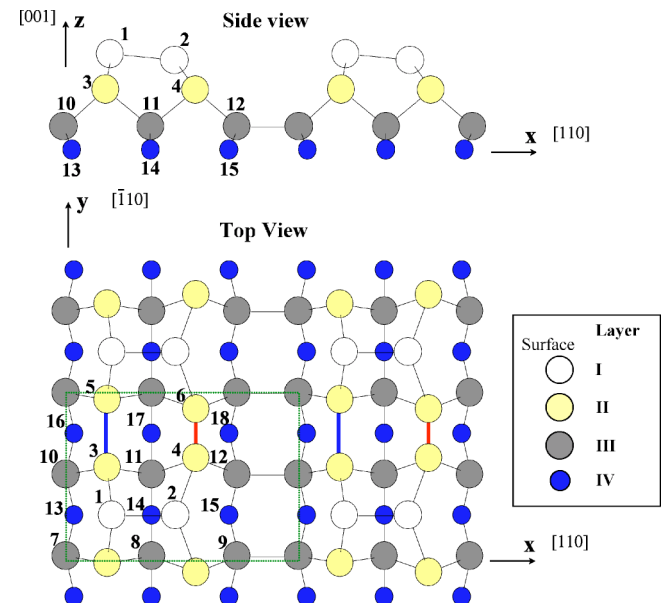 [001]
z
Side view
1
2
3
4
10
11
12
13
14
15
x [110]
y [1̄10]
Top View
5
6
16
17
18
3
4
10
11
12
1
14
2
13
15
7
8
9
x [110]
Layer
Surface
I
II
III
IV